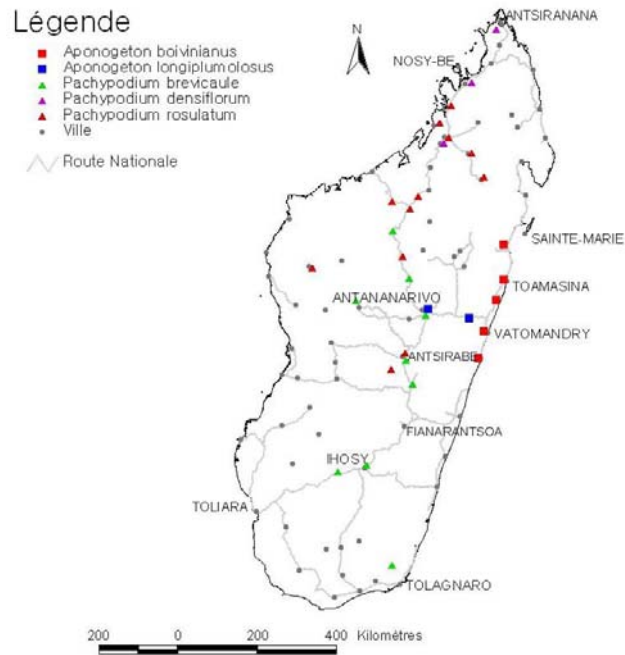 Légende
Aponogeton boivinianus
Aponogeton longiplumolosus
Pachypodium brevicaule
Pachypodium densiflorum
Pachypodium rosulatum
Ville
Route Nationale
N
ANTSIRANANA
NOSY-BE
SAINTE-MARIE
TOAMASINA
ANTANANARIVO
VATOMANDRY
ANTSIRABE
FIANARANTSOA
IHOSY
TOLIARA
TOLAGNARO
200 0 200 400 Kilomètres